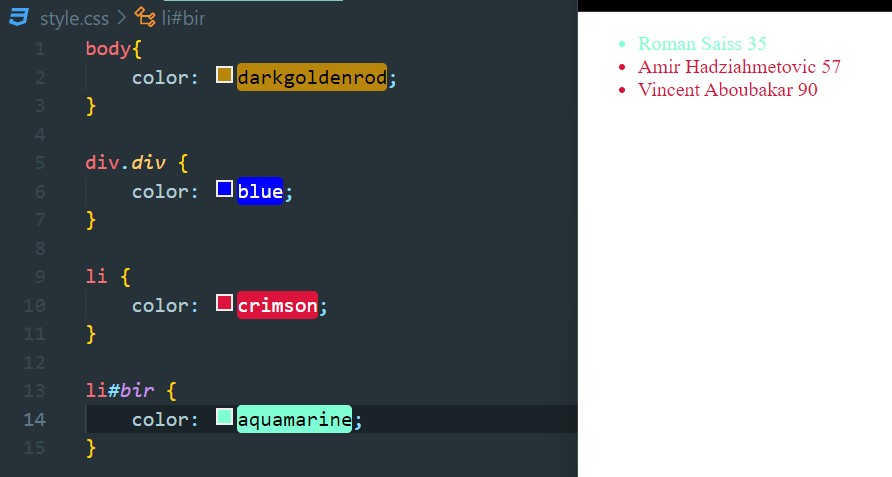 style.css > li#bir
1 body{
2 color: darkgoldenrod;
3 }
4
5 div.div {
6 color: blue;
7 }
8
9 li {
10 color: crimson;
11 }
12
13 li#bir {
14 color: aquamarine;
15 }
• Roman Saiss 35
• Amir Hadziahmetovic 57
• Vincent Aboubakar 90